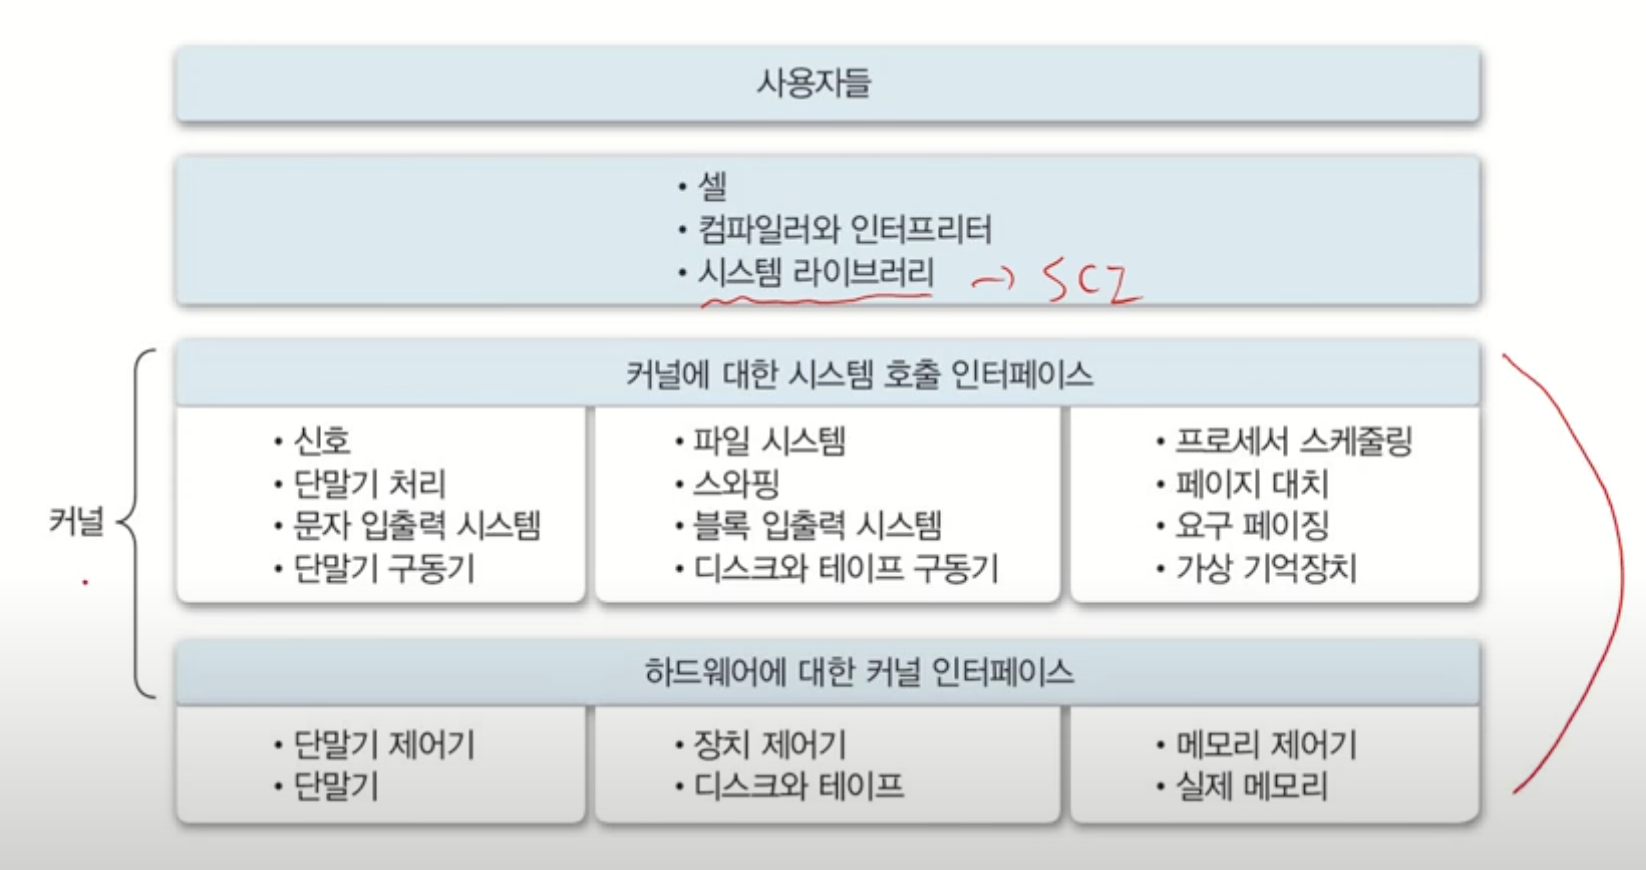 사용자들
• 셸
• 컴파일러와 인터프리터
• 시스템 라이브러리 → SCI
커널에 대한 시스템 호출 인터페이스
• 신호
• 단말기 처리
• 문자 입출력 시스템
• 단말기 구동기
• 파일 시스템
• 스와핑
• 블록 입출력 시스템
• 디스크와 테이프 구동기
• 프로세서 스케줄링
• 페이지 대치
• 요구 페이징
• 가상 기억장치
커널
하드웨어에 대한 커널 인터페이스
• 단말기 제어기
• 단말기
• 장치 제어기
• 디스크와 테이프
• 메모리 제어기
• 실제 메모리